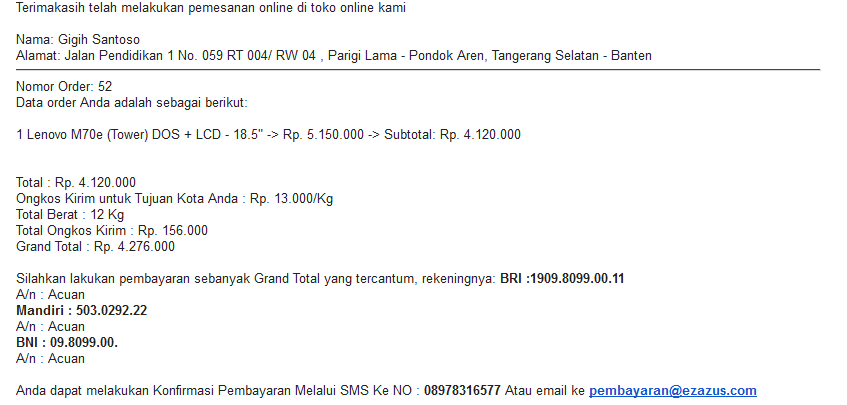 Terimakasih telah melakukan pemesanan online di toko online kami
Nama: Gigih Santoso
Alamat: Jalan Pendidikan 1 No. 059 RT 004/ RW 04 , Parigi Lama - Pondok Aren, Tangerang Selatan - Banten
Nomor Order: 52
Data order Anda adalah sebagai berikut:
1 Lenovo M70e (Tower) DOS + LCD - 18.5" -> Rp. 5.150.000 -> Subtotal: Rp. 4.120.000
Total : Rp. 4.120.000
Ongkos Kirim untuk Tujuan Kota Anda : Rp. 13.000/Kg
Total Berat : 12 Kg
Total Ongkos Kirim : Rp. 156.000
Grand Total : Rp. 4.276.000
Silahkan lakukan pembayaran sebanyak Grand Total yang tercantum, rekeningnya: BRI :1909.8099.00.11
A/n : Acuan
Mandiri : 503.0292.22
A/n : Acuan
BNI : 09.8099.00.
A/n : Acuan
Anda dapat melakukan Konfirmasi Pembayaran Melalui SMS Ke NO : 08978316577 Atau email ke pembayaran@ezazus.com